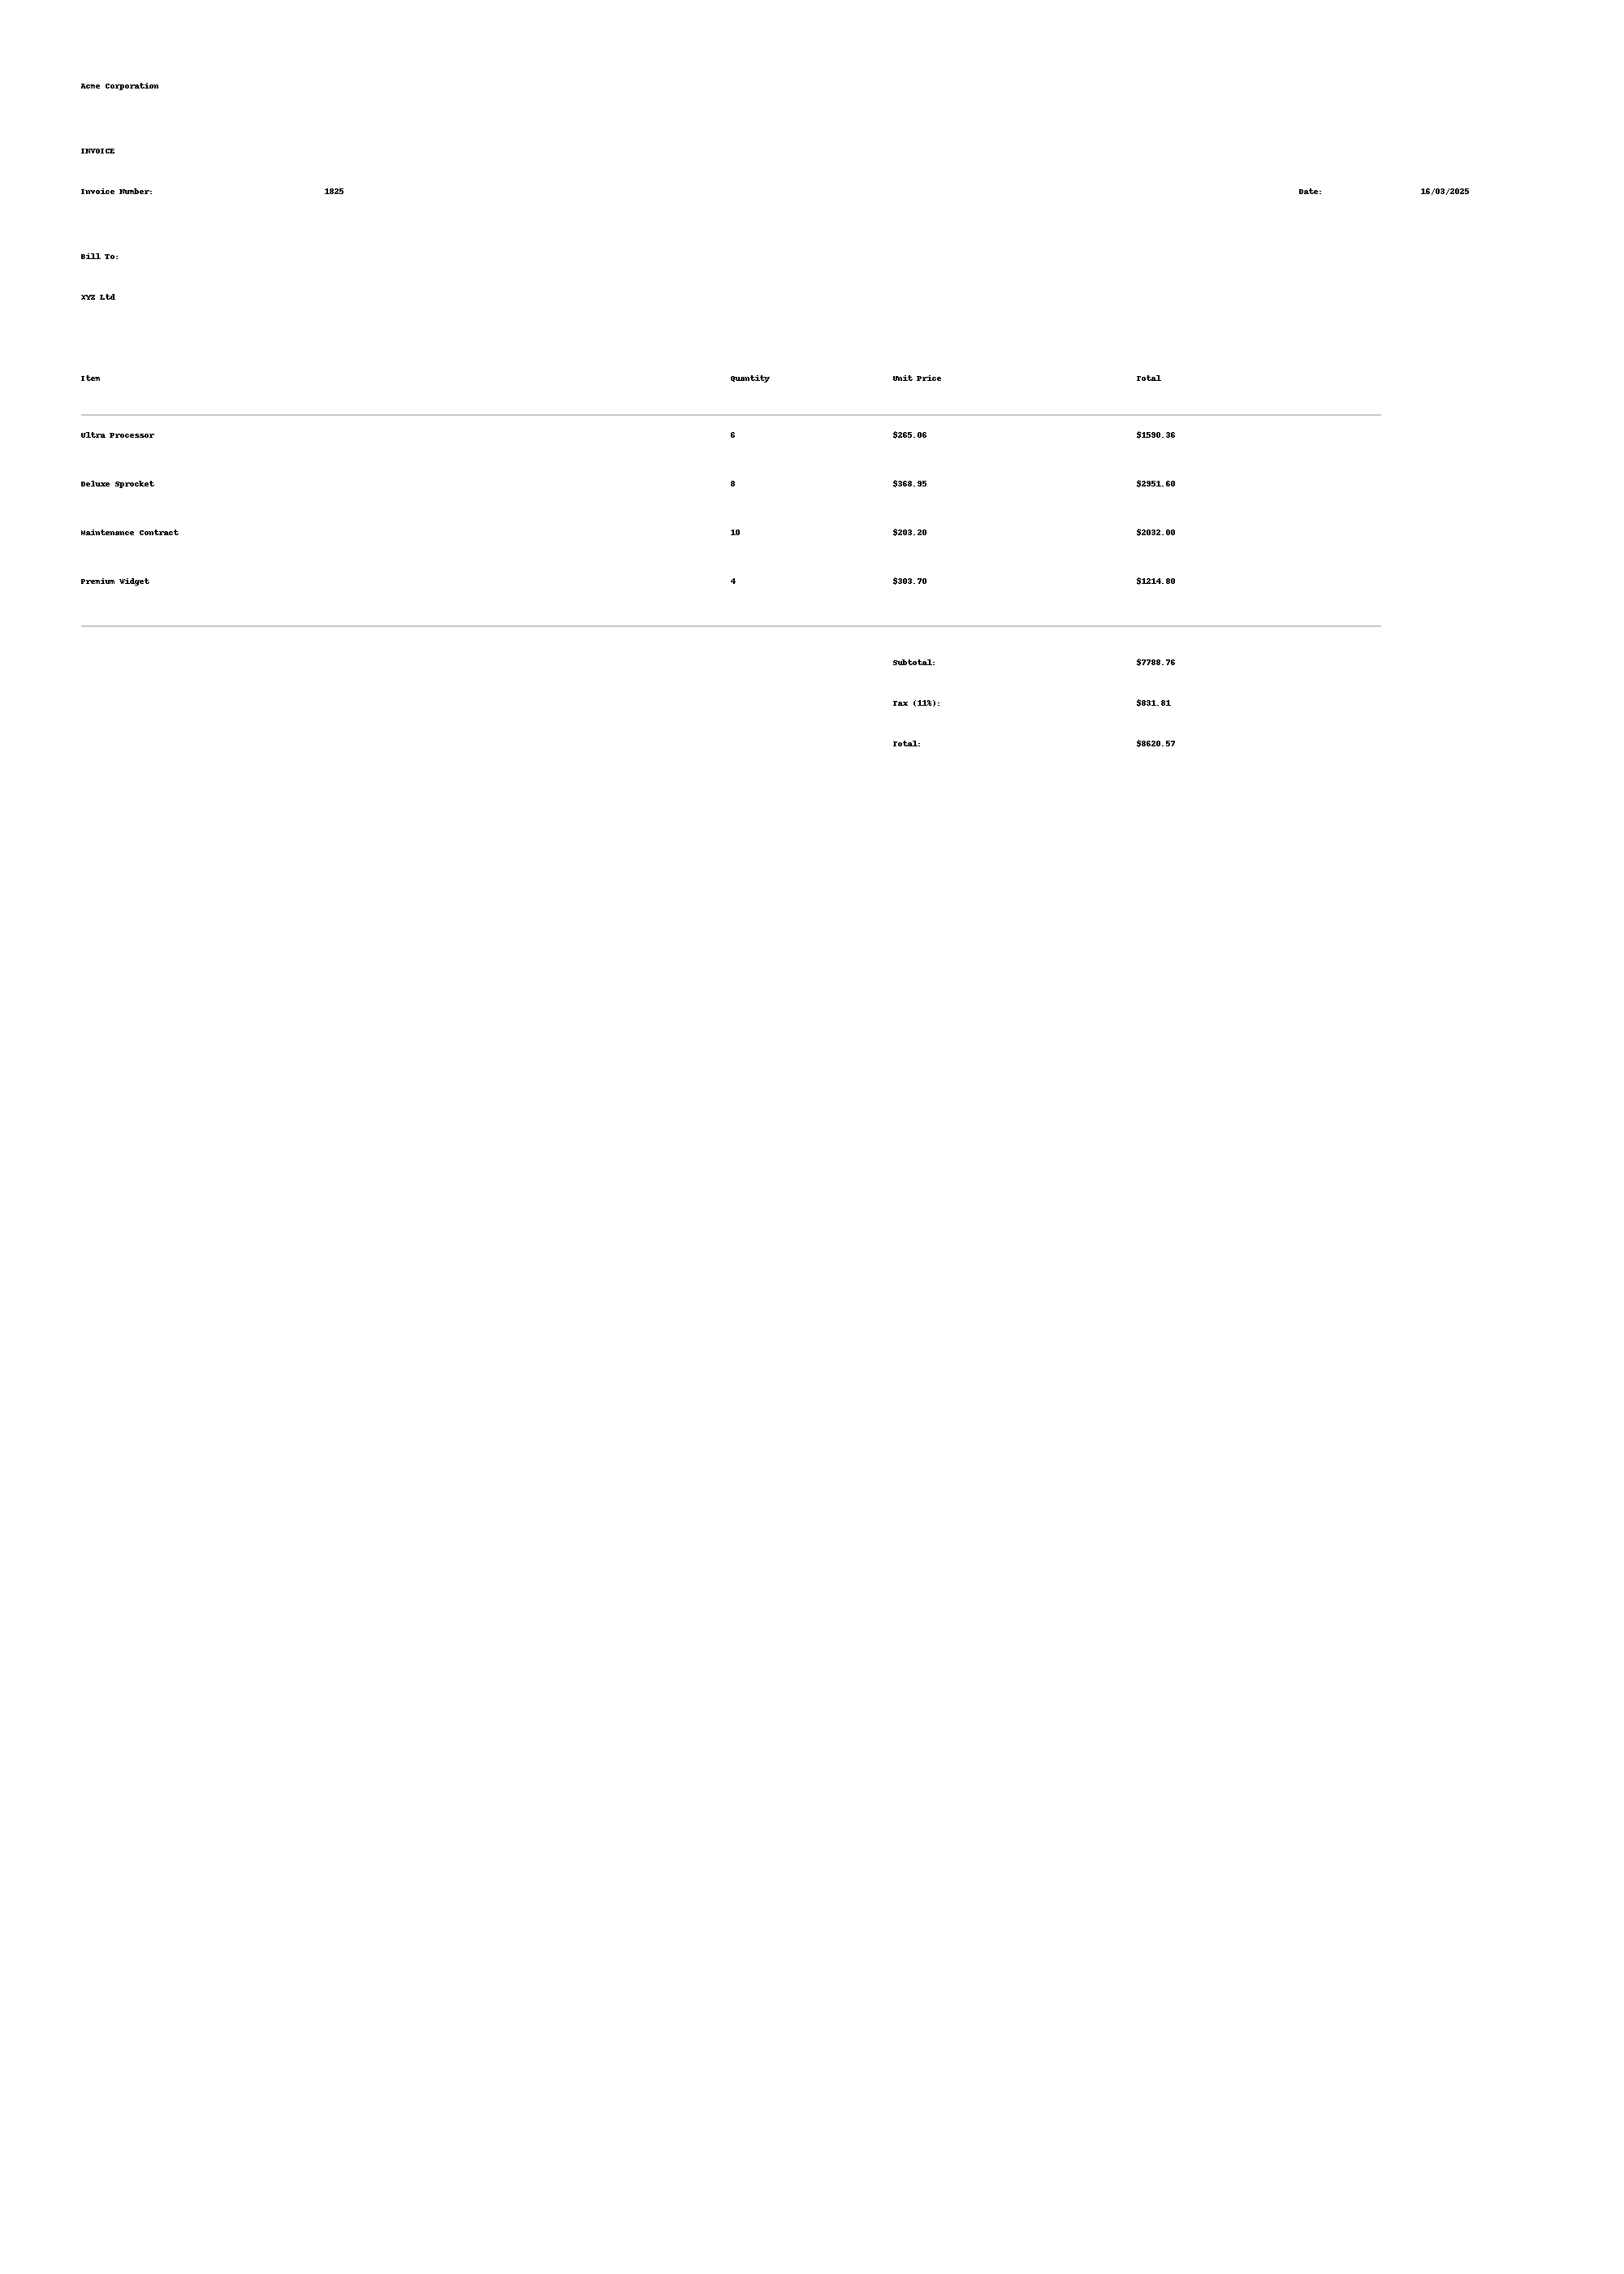 Acme Corporation
INVOICE
Invoice Number: 1825 Date: 16/03/2025
Bill To:
XYZ Ltd
Item Quantity Unit Price Total
Ultra Processor 6 $265.06 $1590.36
Deluxe Sprocket 8 $368.95 $2951.60
Maintenance Contract 10 $203.20 $2032.00
Premium Widget 4 $303.70 $1214.80
Subtotal: $7788.76
Tax (11%): $831.81
Total: $8620.57